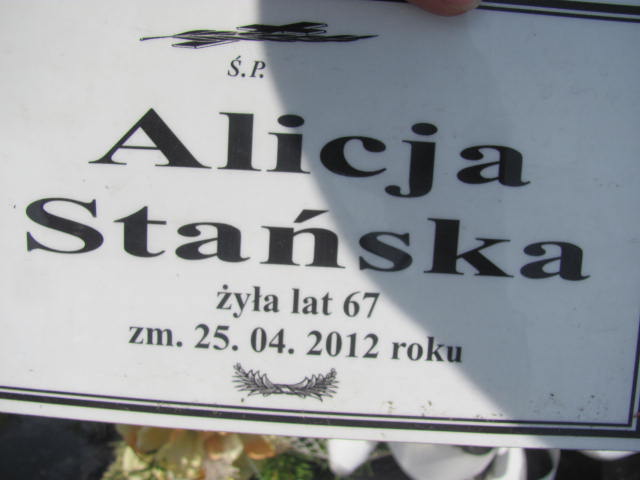 Ś.P.
Alicja
Stańska
żyła lat 67
zm. 25. 04. 2012 roku